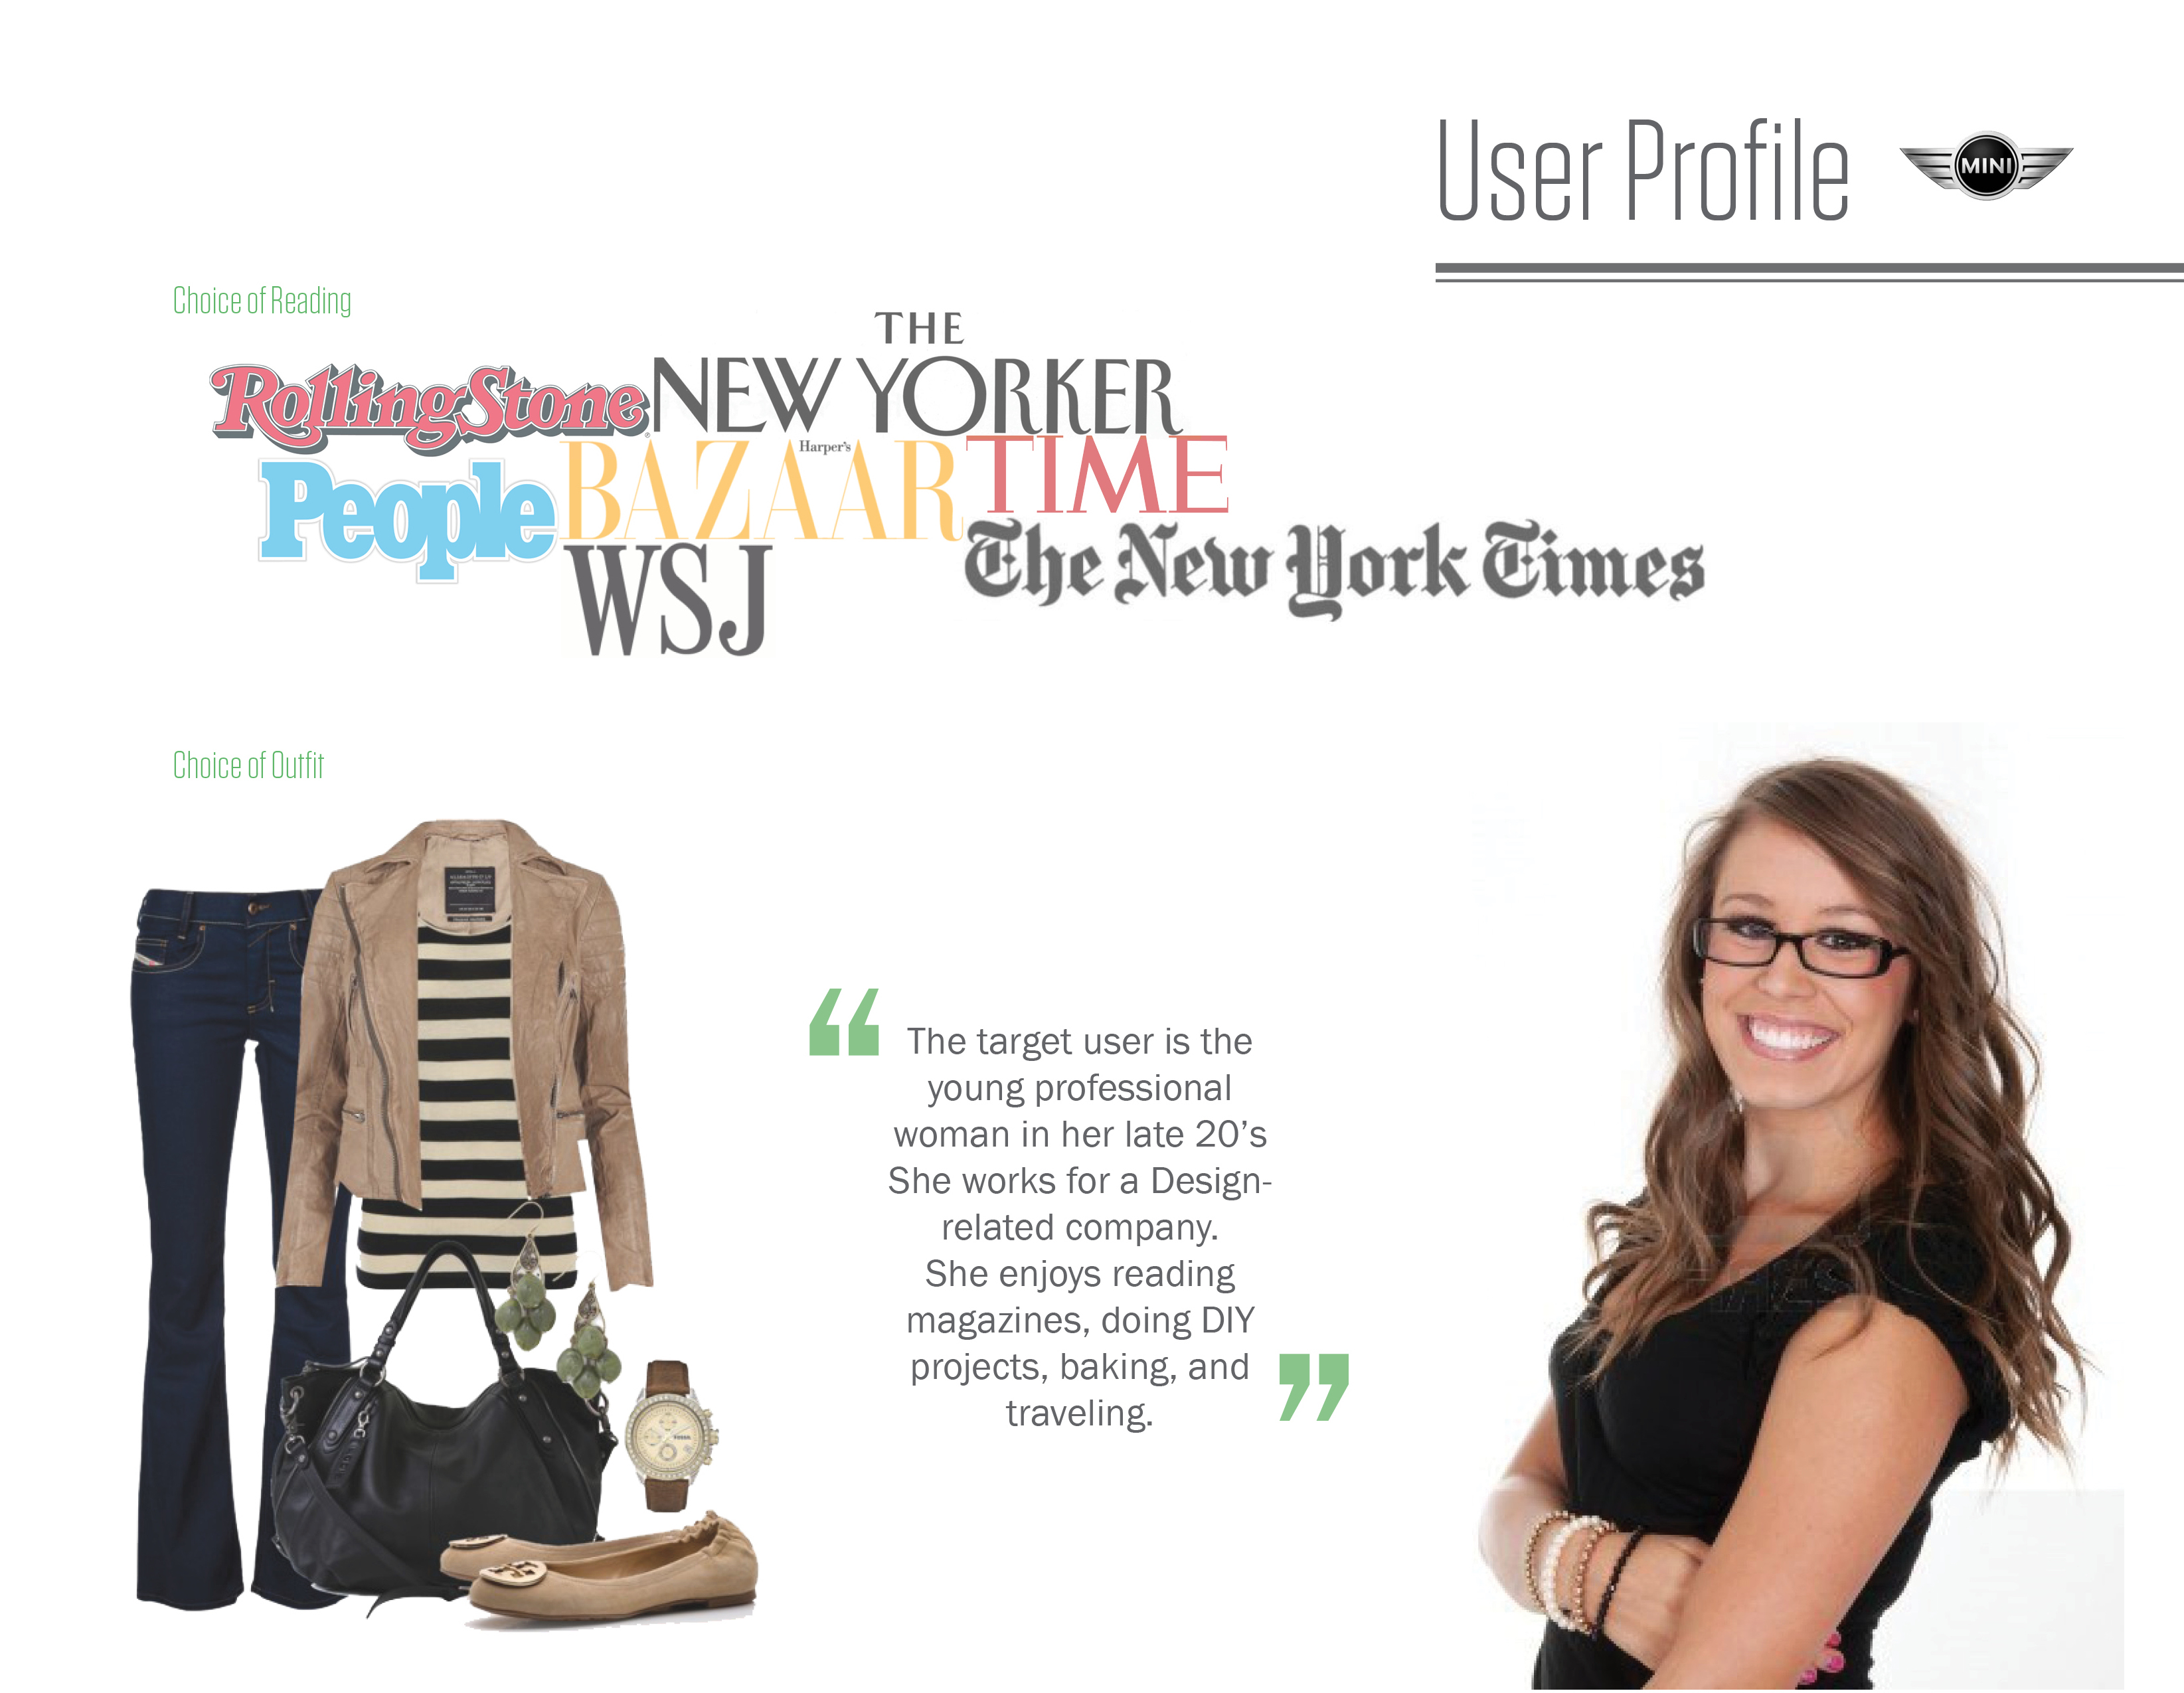 User Profile
MINI
Choice of Reading
RollingStone
THE
NEW YORKER
People
Harper's
BAZAAR
TIME
WSJ
The New York Times
Choice of Outfit
“ The target user is the
young professional
woman in her late 20’s
She works for a Design-
related company.
She enjoys reading
magazines, doing DIY
projects, baking, and
traveling. ”
FOSSIL